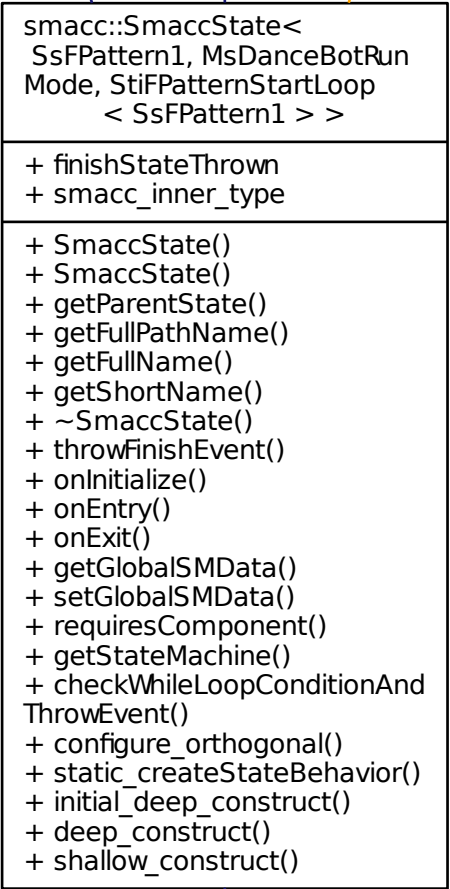 smacc::SmaccState<
SsFPattern1, MsDanceBotRun
Mode, StiFPatternStartLoop
< SsFPattern1 > >
+ finishStateThrown
+ smacc_inner_type
+ SmaccState()
+ SmaccState()
+ getParentState()
+ getFullPathName()
+ getFullName()
+ getShortName()
+ ~SmaccState()
+ throwFinishEvent()
+ onInitialize()
+ onEntry()
+ onExit()
+ getGlobalSMData()
+ setGlobalSMData()
+ requiresComponent()
+ getStateMachine()
+ checkWhileLoopConditionAnd
ThrowEvent()
+ configure_orthogonal()
+ static_createStateBehavior()
+ initial_deep_construct()
+ deep_construct()
+ shallow_construct()